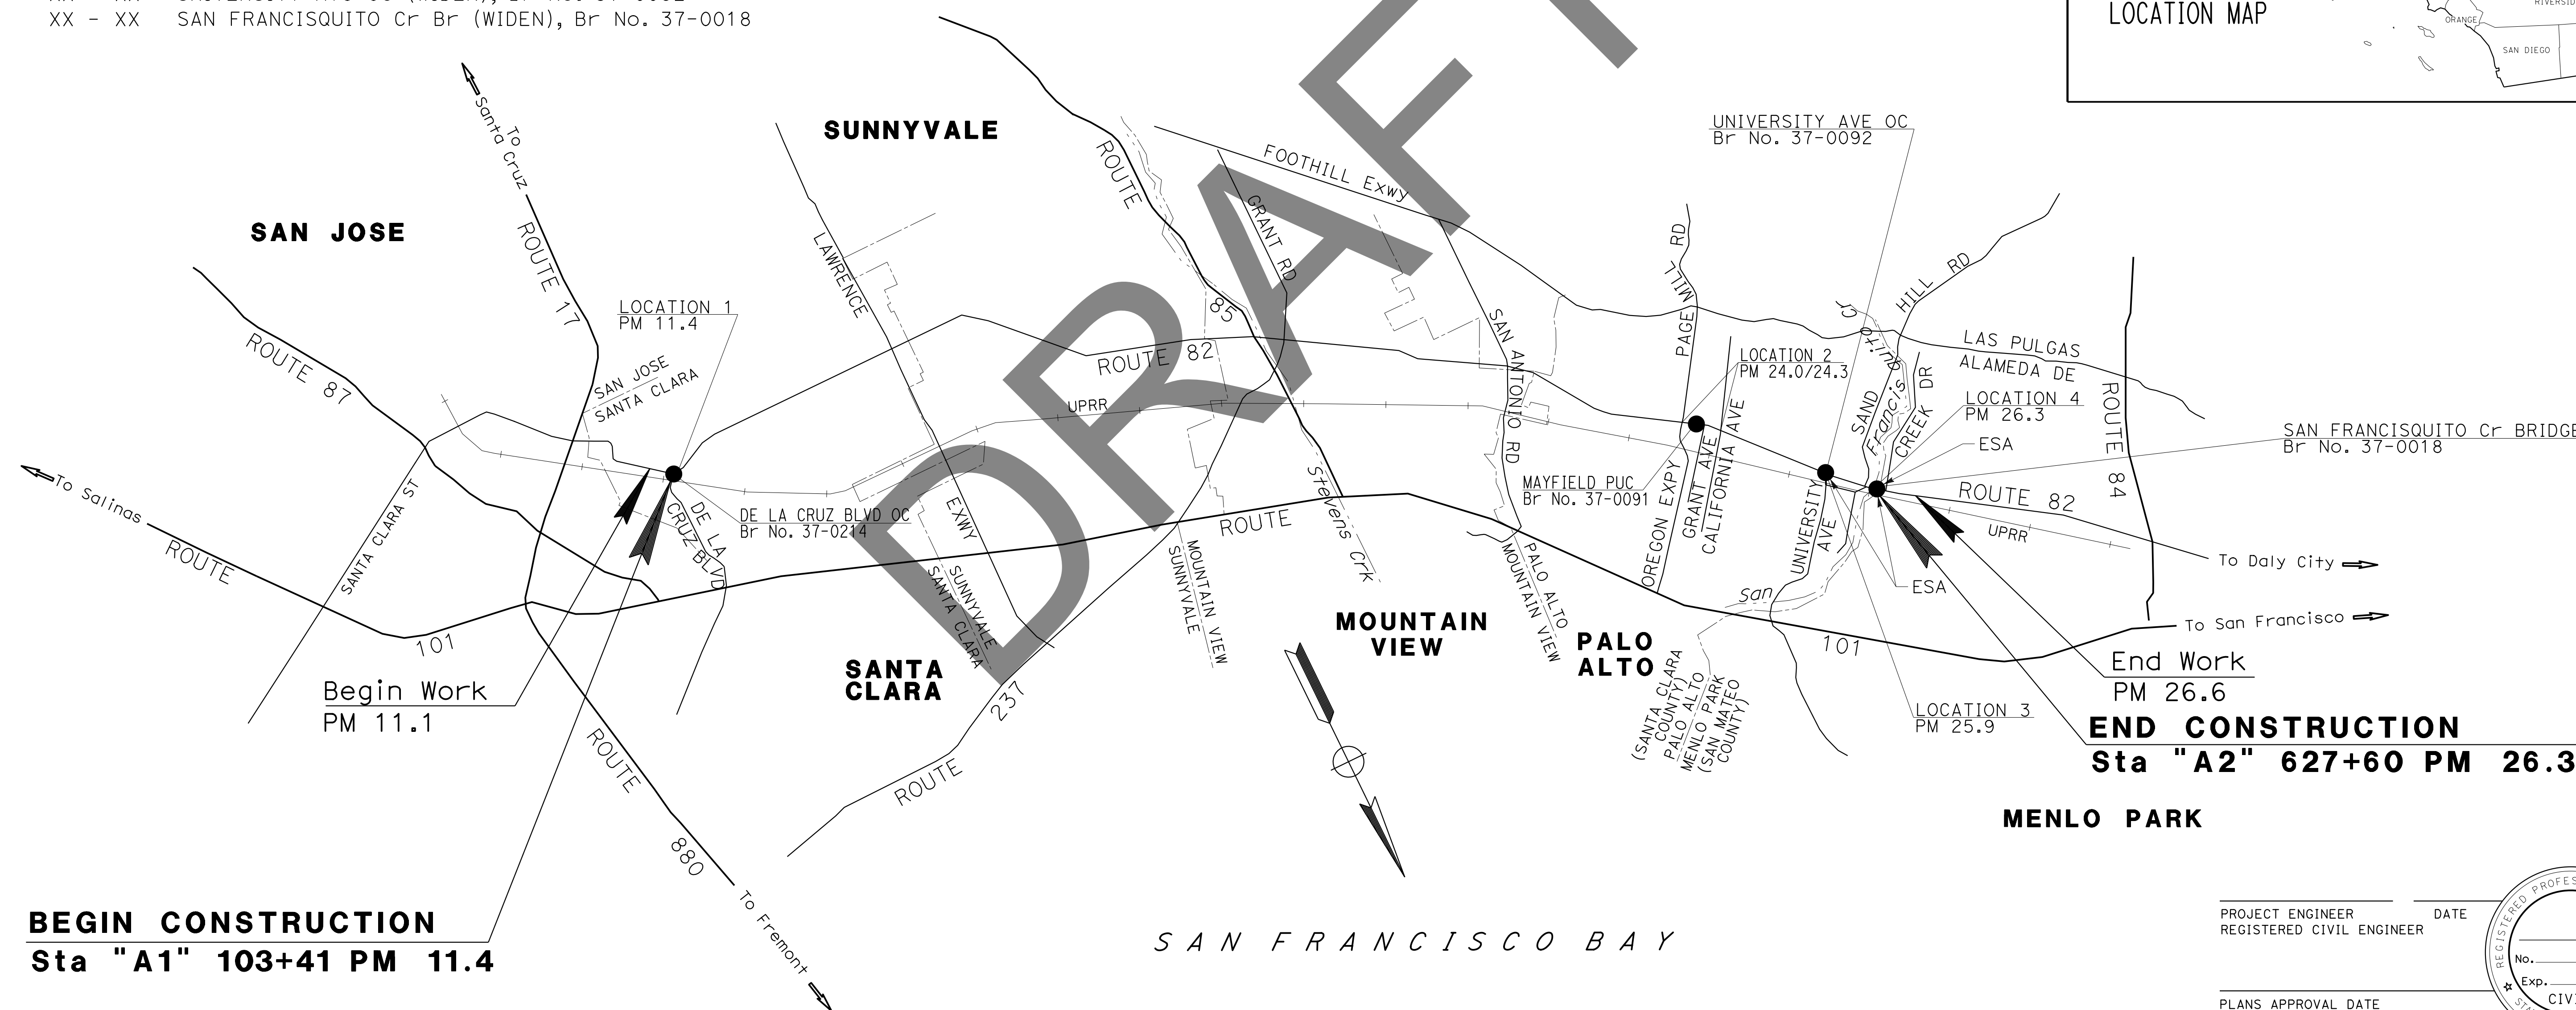 XX - XX SAN FRANCISQUITO Cr Br (WIDEN), Br No. 37-0018
LOCATION MAP
ORANGE
SAN DIEGO
DRAFT
To
Santa Cruz
SUNNYVALE
SAN JOSE
ROUTE 17
ROUTE 87
LOCATION 1
PM 11.4
SAN JOSE
SANTA CLARA
LAWRENCE
EXWY
ROUTE
85
GRANT RD
FOOTHILL Exwy
UNIVERSITY AVE OC
Br No. 37-0092
PAGE MILL RD
SAN ANTONIO RD
ROUTE 82
UPRR
LOCATION 2
PM 24.0/24.3
SAND HILL RD
San Francisquito Cr
CREEK DR
LAS PULGAS
ALAMEDA DE
LOCATION 4
PM 26.3
ESA
ROUTE 84
SAN FRANCISQUITO Cr BRIDGE
Br No. 37-0018
MAYFIELD PUC
Br No. 37-0091
OREGON EXPY
GRANT AVE
CALIFORNIA AVE
UNIVERSITY
AVE
ROUTE 82
UPRR
To Daly City
To San Francisco
ESA
To Salinas
ROUTE
101
SANTA CLARA ST
DE LA
CRUZ BLVD
DE LA CRUZ BLVD OC
Br No. 37-0214
SUNNYVALE
SANTA CLARA
MOUNTAIN VIEW
SUNNYVALE
ROUTE
Stevens Crk
PALO ALTO
MOUNTAIN VIEW
MOUNTAIN
VIEW
PALO
ALTO
101
(SANTA CLARA
COUNTY)
PALO ALTO
MENLO PARK
(SAN MATEO
COUNTY)
LOCATION 3
PM 25.9
End Work
PM 26.6
END CONSTRUCTION
Sta "A2" 627+60 PM 26.3
MENLO PARK
Begin Work
PM 11.1
SANTA
CLARA
ROUTE
237
ROUTE
880
To Fremont
BEGIN CONSTRUCTION
Sta "A1" 103+41 PM 11.4
SAN FRANCISCO BAY
PROJECT ENGINEER DATE
REGISTERED CIVIL ENGINEER
PLANS APPROVAL DATE
REGISTERED
No.
Exp.